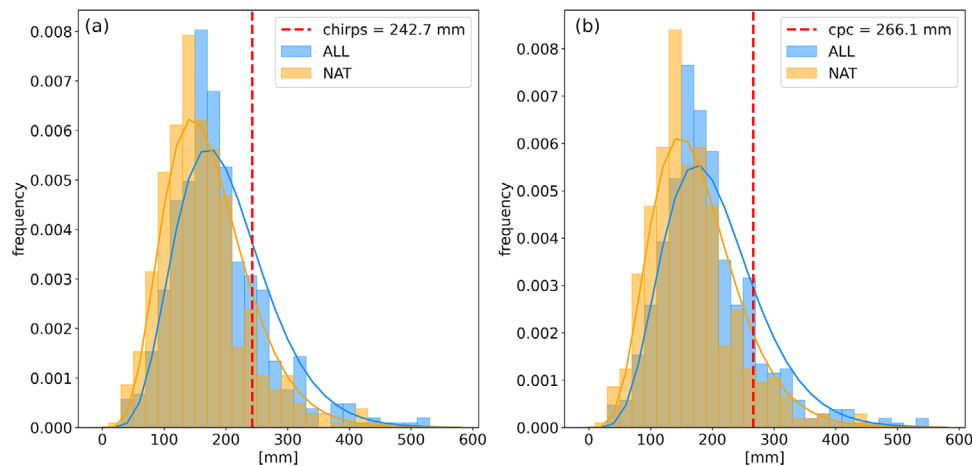 (a)
chirps = 242.7 mm
ALL
NAT
0.008
0.007
0.006
0.005
0.004
0.003
0.002
0.001
0.000
frequency
0
100
200
300
400
500
600
[mm]
(b)
cpc = 266.1 mm
ALL
NAT
0.008
0.007
0.006
0.005
0.004
0.003
0.002
0.001
0.000
frequency
0
100
200
300
400
500
600
[mm]